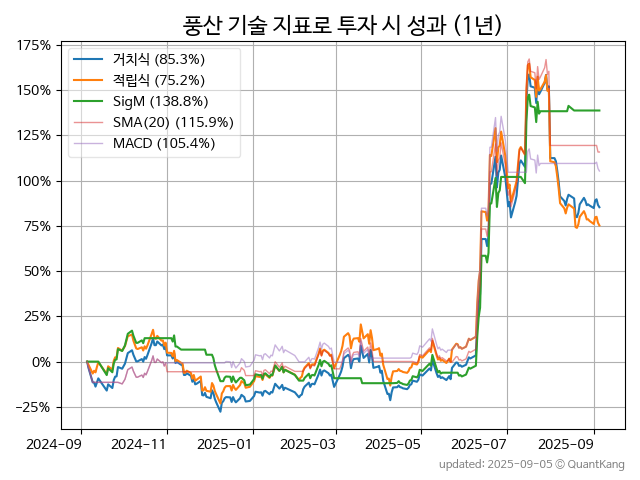 풍산 기술 지표로 투자 시 성과 (1년)
175%
150%
125%
100%
75%
50%
25%
0%
−25%
거치식 (85.3%)
적립식 (75.2%)
SigM (138.8%)
SMA(20) (115.9%)
MACD (105.4%)
2024-09 2024-11 2025-01 2025-03 2025-05 2025-07 2025-09
updated: 2025-09-05 © QuantKang